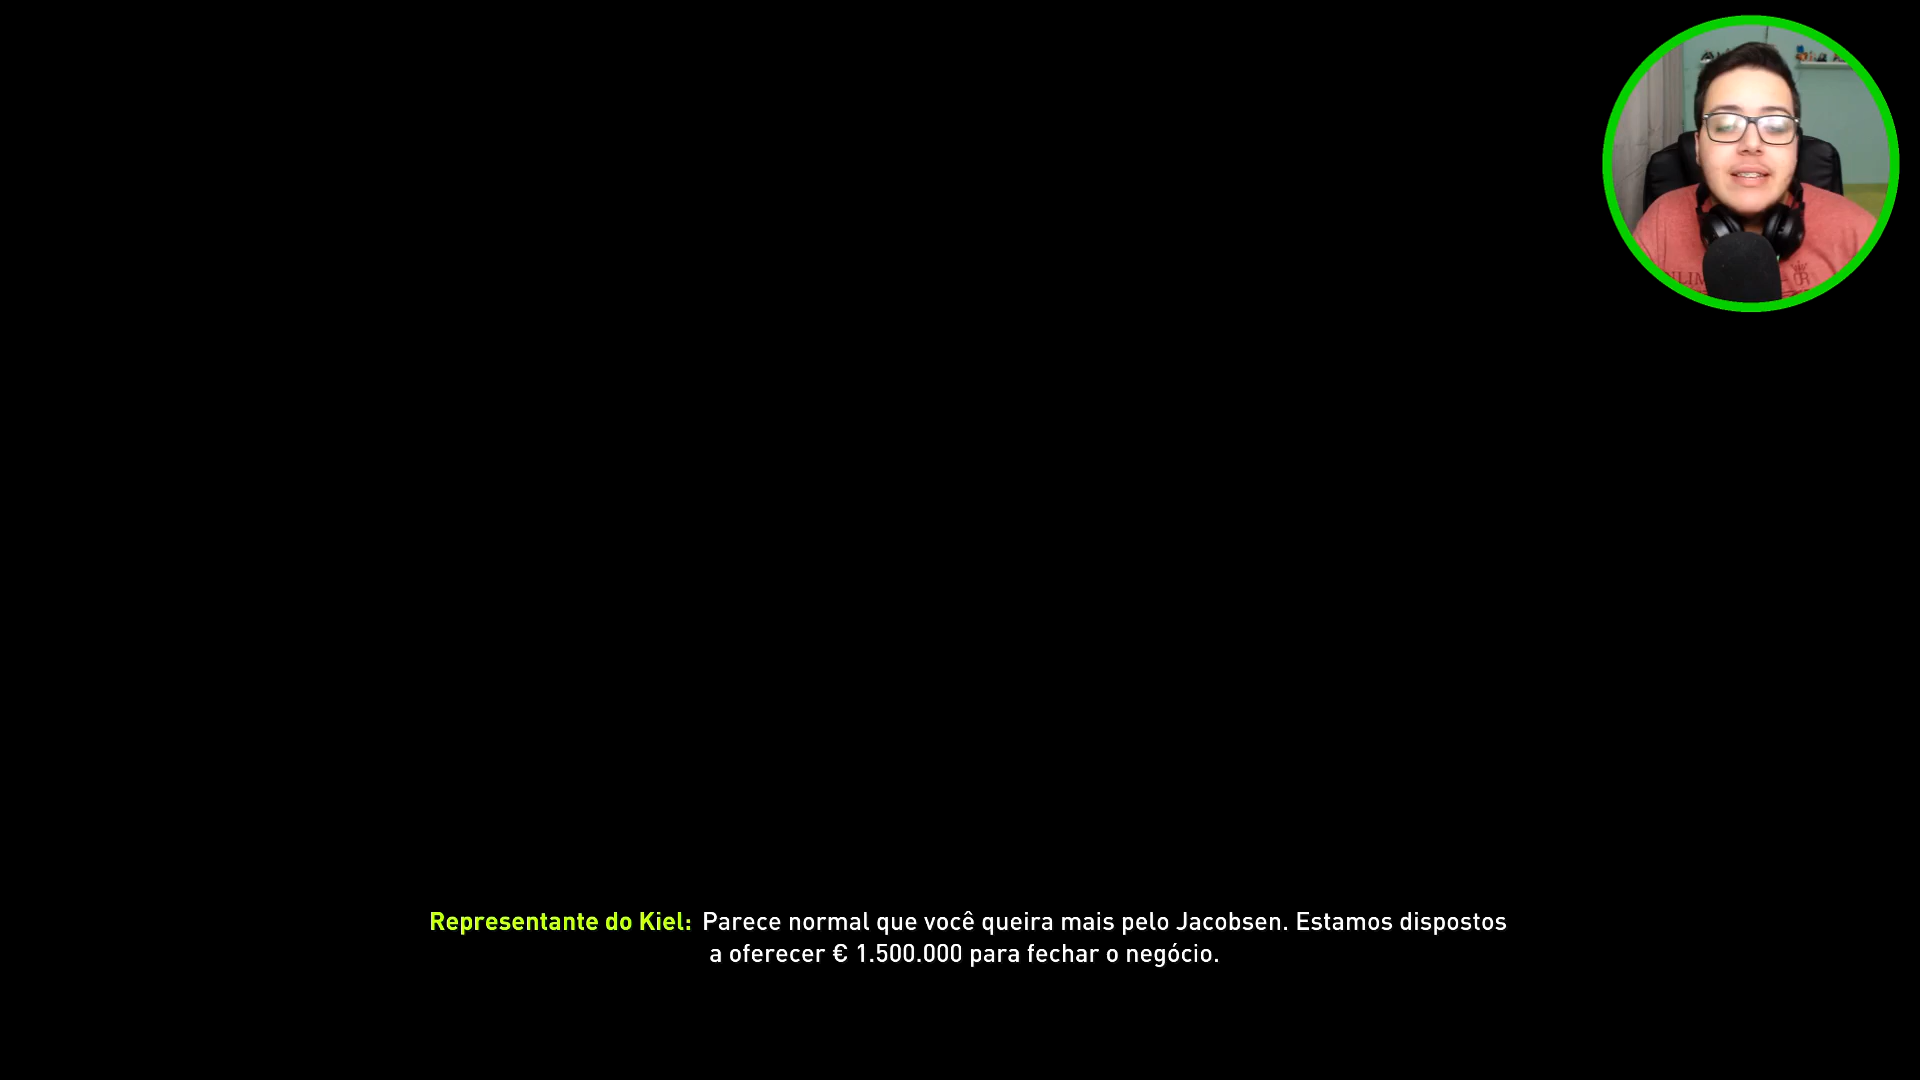 Representante do Kiel: Parece normal que você queira mais pelo Jacobsen. Estamos dispostos
a oferecer € 1.500.000 para fechar o negócio.